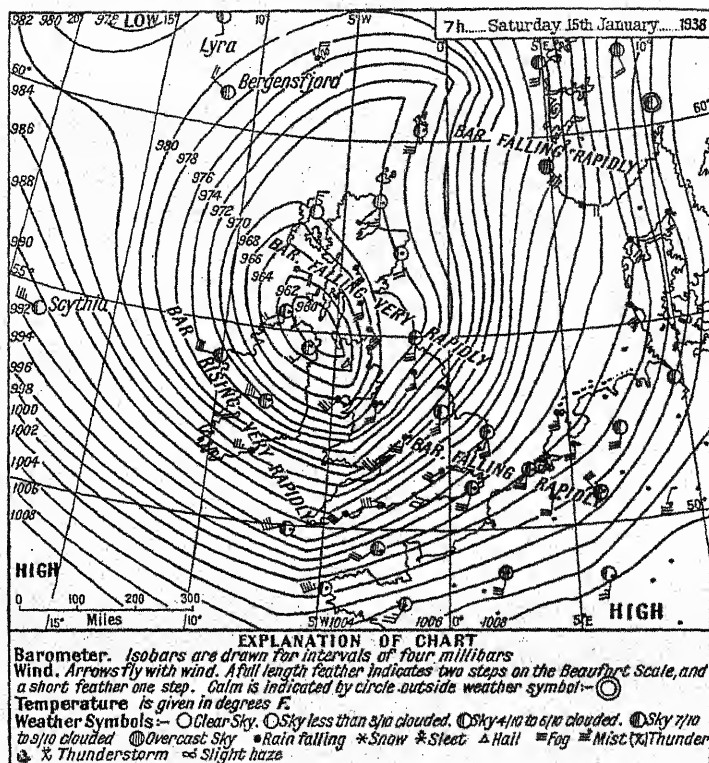 7h..... Saturday 15th January..... 1938
982 980 20° 978 LOW 15° 10° 5°W 0° 5°E 10°
Lyra
Bergensfjord
60°
60°
984
986
BAR. FALLING RAPIDLY
980
978
976
974
972
970
968
966
964
962
960
988
990
55°
992
Scythia
BAR. FALLING VERY RAPIDLY
BAR. RISING VERY RAPIDLY
994
996
998
1000
1002
1004
1006
1008
BAR. FALLING RAPIDLY
50°
HIGH
0 100 200 300
Miles
15° 10° 5°W 1004 1006 0° 1008 5°E
HIGH
EXPLANATION OF CHART
Barometer. Isobars are drawn for intervals of four millibars
Wind. Arrows fly with wind. A full length feather indicates two steps on the Beaufort Scale, and
a short feather one step. Calm is indicated by circle outside weather symbol:-
Temperature is given in degrees F.
Weather Symbols:- Clear Sky. Sky less than 3/10 clouded. Sky 4/10 to 6/10 clouded. Sky 7/10
to 9/10 clouded Overcast Sky Rain falling Snow Sleet Hail Fog Mist Thunder
Thunderstorm Slight haze